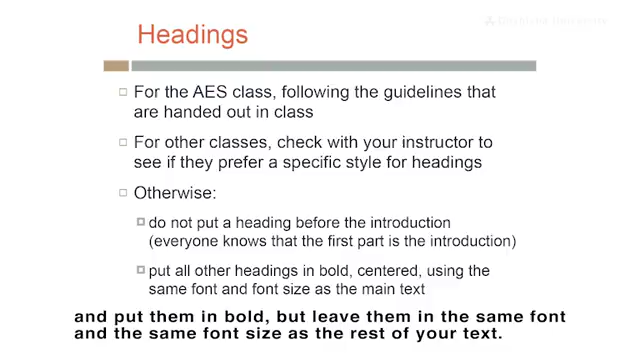 Headings
For the AES class, following the guidelines that
are handed out in class
For other classes, check with your instructor to
see if they prefer a specific style for headings
Otherwise:
do not put a heading before the introduction
(everyone knows that the first part is the introduction)
put all other headings in bold, centered, using the
same font and font size as the main text
and put them in bold, but leave them in the same font
and the same font size as the rest of your text.